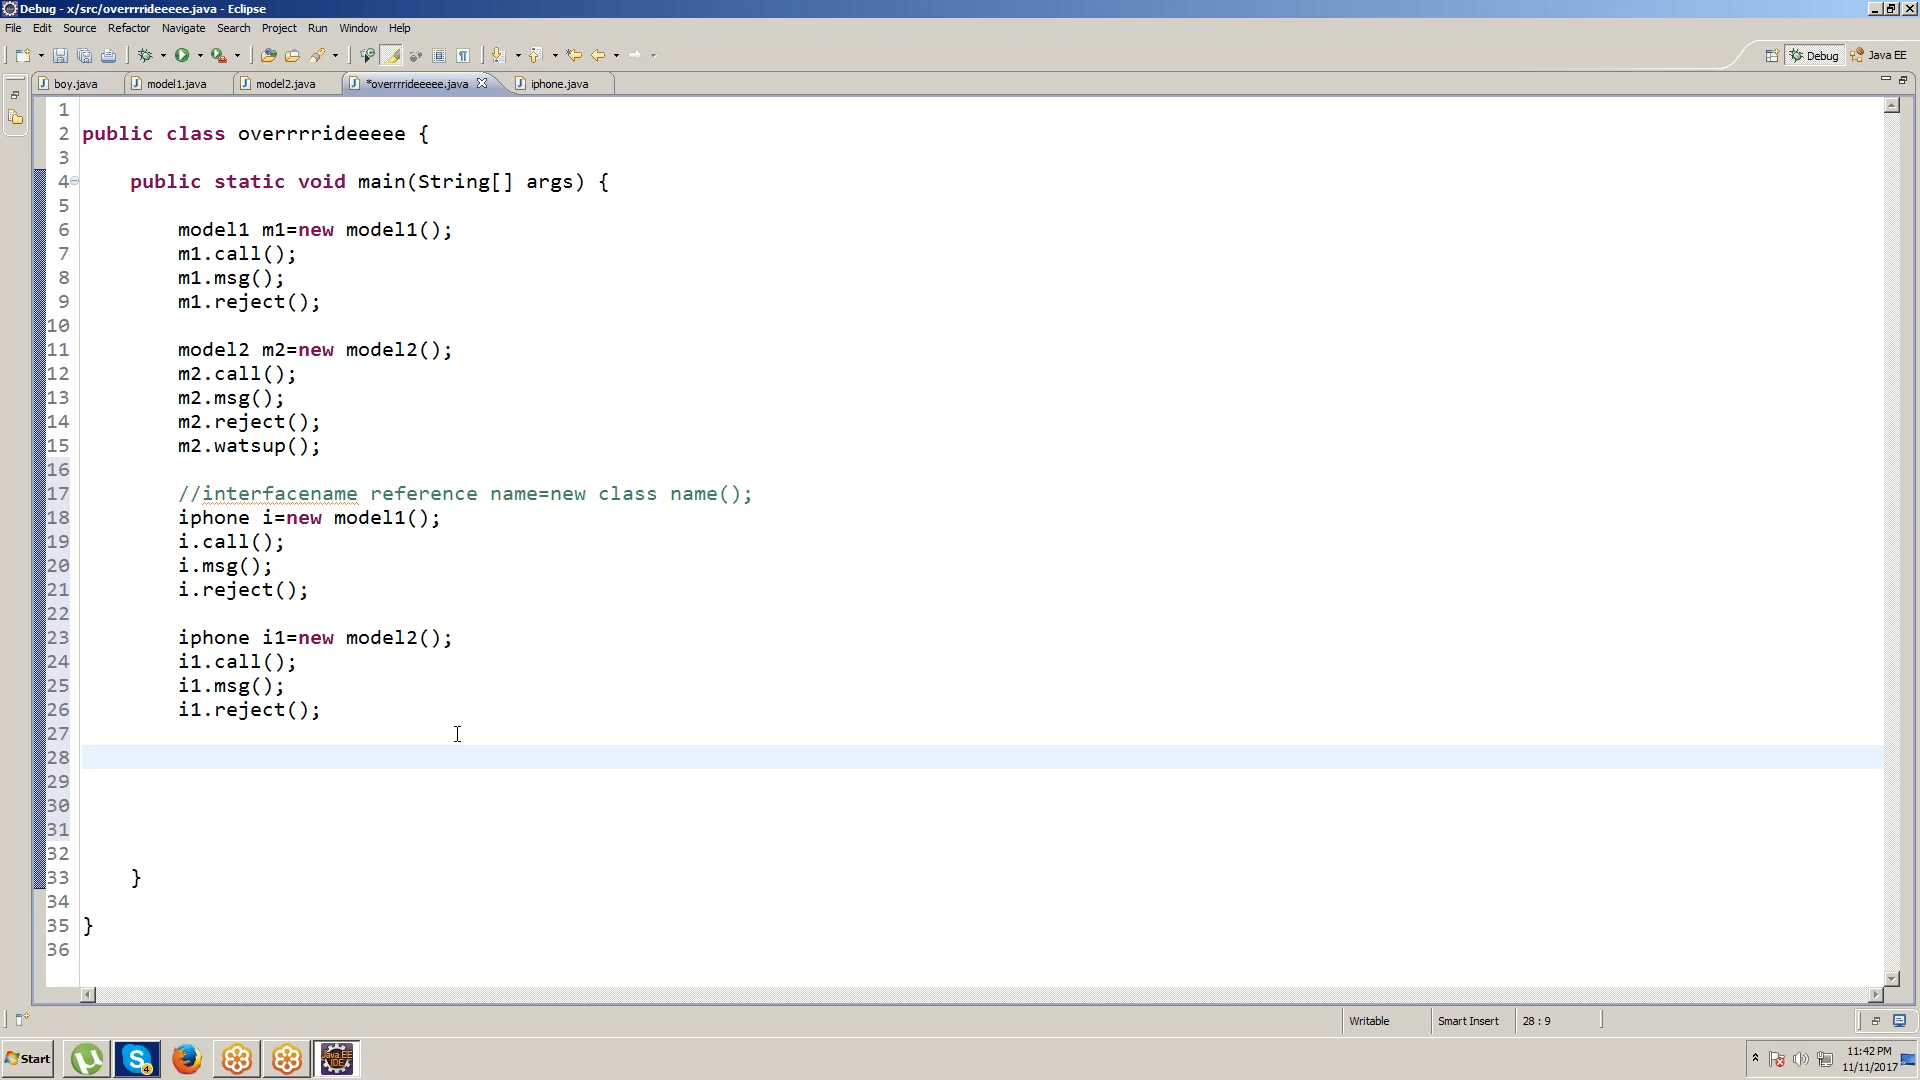 Debug - x/src/overrrrideeeee.java - Eclipse
File Edit Source Refactor Navigate Search Project Run Window Help
Debug Java EE
boy.java model1.java model2.java *overrrrideeeee.java iphone.java
1
2 public class overrrrideeeee {
3
4 public static void main(String[] args) {
5
6 model1 m1=new model1();
7 m1.call();
8 m1.msg();
9 m1.reject();
10
11 model2 m2=new model2();
12 m2.call();
13 m2.msg();
14 m2.reject();
15 m2.watsup();
16
17 //interfacename reference name=new class name();
18 iphone i=new model1();
19 i.call();
20 i.msg();
21 i.reject();
22
23 iphone i1=new model2();
24 i1.call();
25 i1.msg();
26 i1.reject();
27
28
29
30
31
32
33 }
34
35 }
36
Writable Smart Insert 28 : 9
Start S 4 Java EE IDE 11:42 PM
11/11/2017